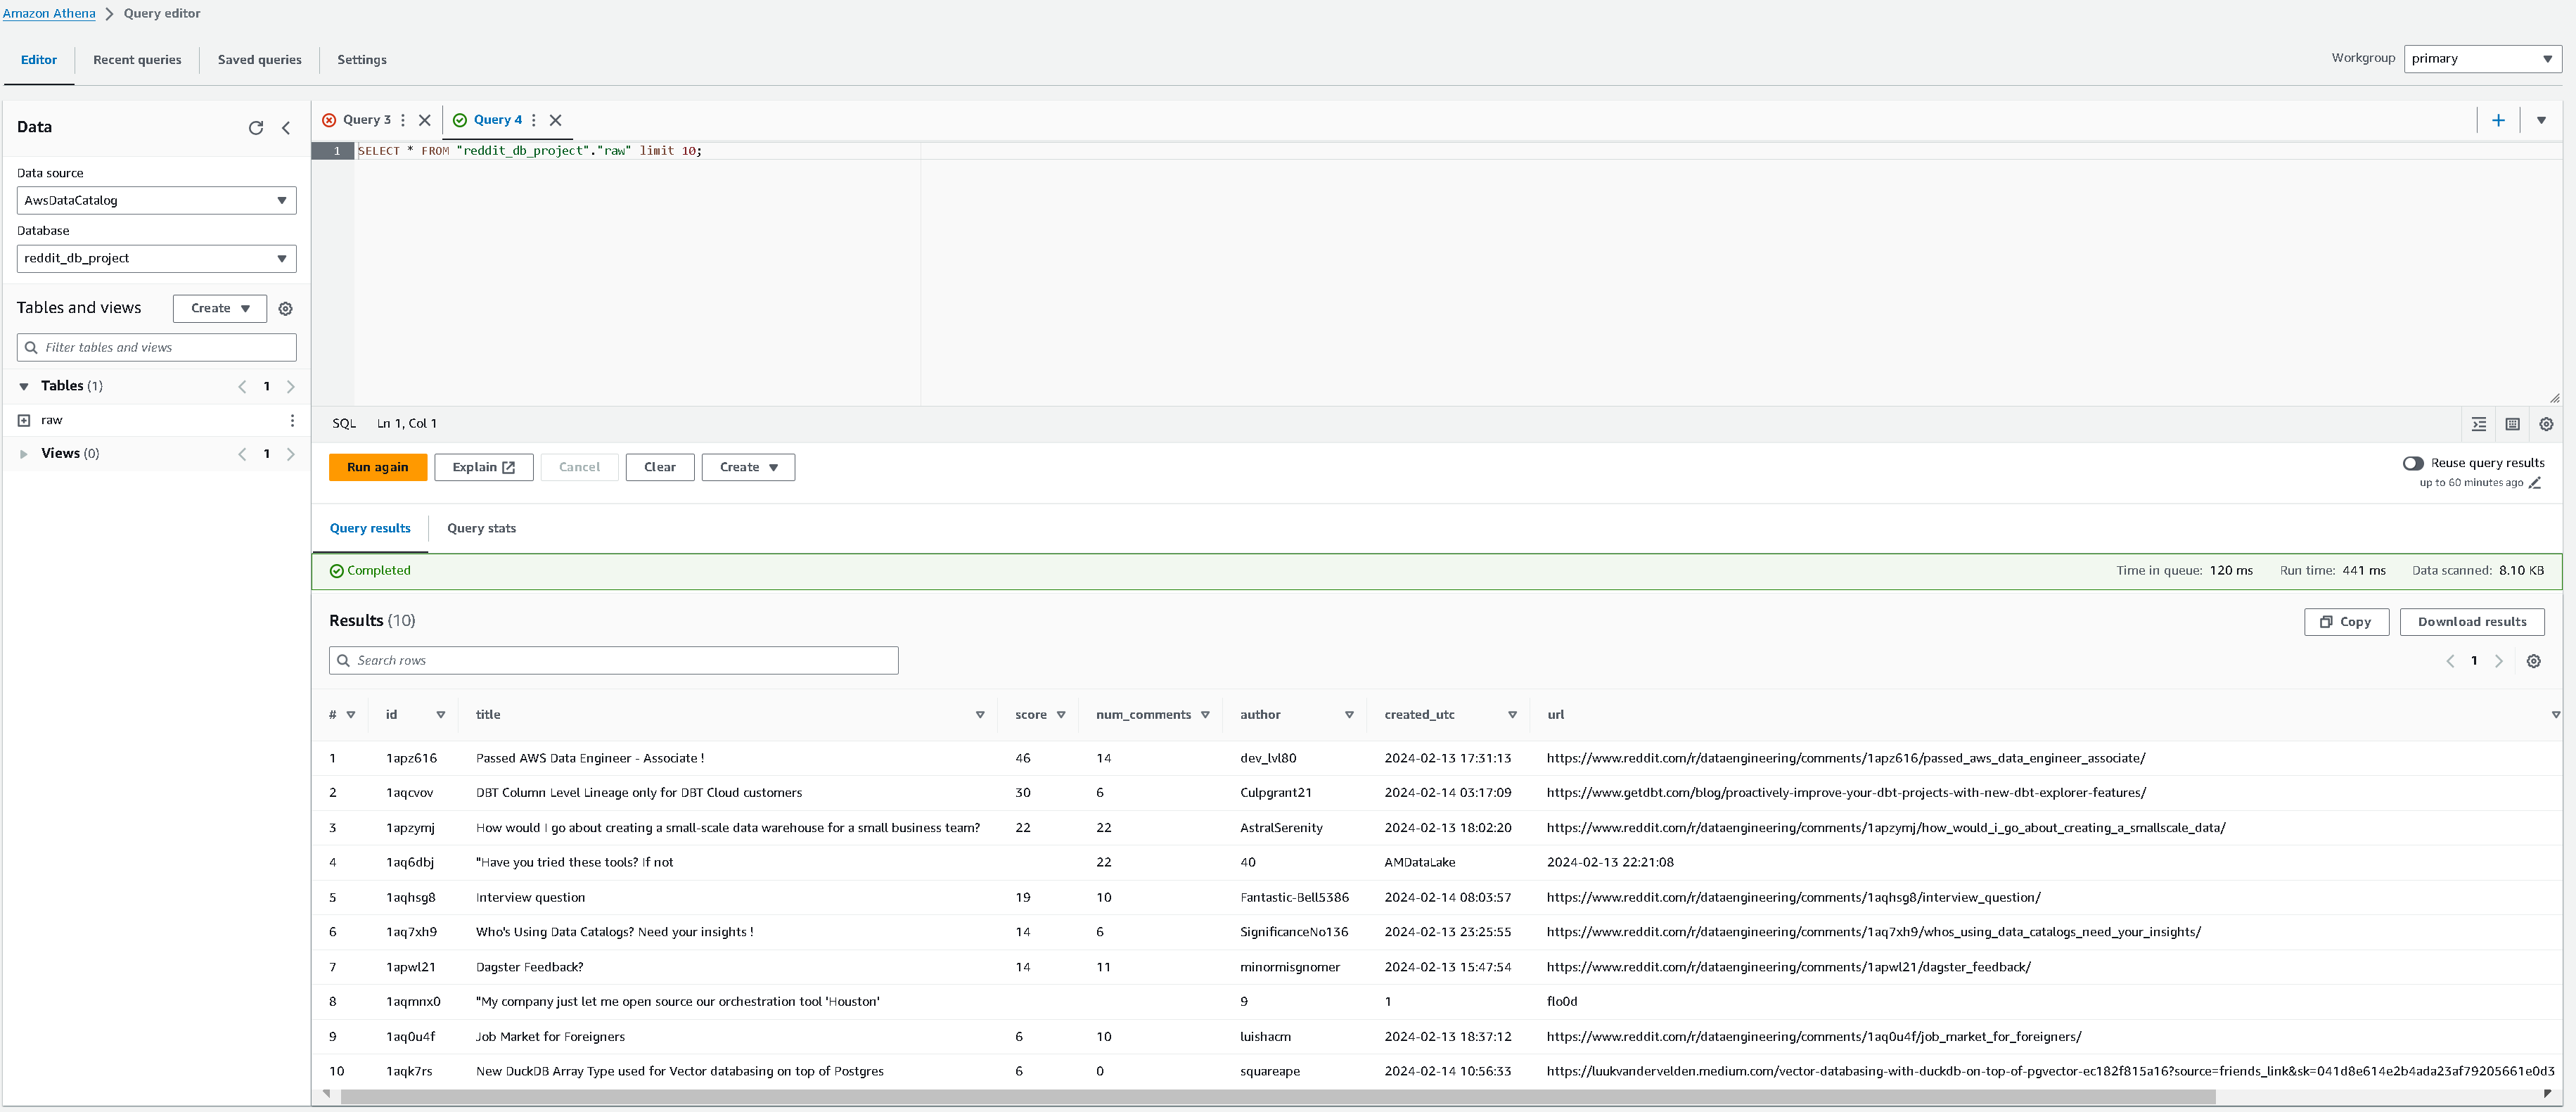 Amazon Athena > Query editor
Editor Recent queries Saved queries Settings
Workgroup primary
Data
Data source
AwsDataCatalog
Database
reddit_db_project
Tables and views Create
Filter tables and views
Tables (1) 1
raw
Views (0) 1
Query 3 Query 4
1 SELECT * FROM "reddit_db_project"."raw" limit 10;
SQL Ln 1, Col 1
Run again Explain Cancel Clear Create
Reuse query results
up to 60 minutes ago
Query results Query stats
Completed Time in queue: 120 ms Run time: 441 ms Data scanned: 8.10 KB
Results (10) Copy Download results
Search rows 1
# id title score num_comments author created_utc url
1 1apz616 Passed AWS Data Engineer - Associate ! 46 14 dev_lvl80 2024-02-13 17:31:13 https://www.reddit.com/r/dataengineering/comments/1apz616/passed_aws_data_engineer_associate/
2 1aqcvov DBT Column Level Lineage only for DBT Cloud customers 30 6 Culpgrant21 2024-02-14 03:17:09 https://www.getdbt.com/blog/proactively-improve-your-dbt-projects-with-new-dbt-explorer-features/
3 1apzymj How would I go about creating a small-scale data warehouse for a small business team? 22 22 AstralSerenity 2024-02-13 18:02:20 https://www.reddit.com/r/dataengineering/comments/1apzymj/how_would_i_go_about_creating_a_smallscale_data/
4 1aq6dbj "Have you tried these tools? If not 22 40 AMDataLake 2024-02-13 22:21:08
5 1aqhsg8 Interview question 19 10 Fantastic-Bell5386 2024-02-14 08:03:57 https://www.reddit.com/r/dataengineering/comments/1aqhsg8/interview_question/
6 1aq7xh9 Who's Using Data Catalogs? Need your insights ! 14 6 SignificanceNo136 2024-02-13 23:25:55 https://www.reddit.com/r/dataengineering/comments/1aq7xh9/whos_using_data_catalogs_need_your_insights/
7 1apwl21 Dagster Feedback? 14 11 minormisgnomer 2024-02-13 15:47:54 https://www.reddit.com/r/dataengineering/comments/1apwl21/dagster_feedback/
8 1aqmnx0 "My company just let me open source our orchestration tool 'Houston' 9 1 flo0d
9 1aq0u4f Job Market for Foreigners 6 10 luishacm 2024-02-13 18:37:12 https://www.reddit.com/r/dataengineering/comments/1aq0u4f/job_market_for_foreigners/
10 1aqk7rs New DuckDB Array Type used for Vector databasing on top of Postgres 6 0 squareape 2024-02-14 10:56:33 https://luukvandervelden.medium.com/vector-databasing-with-duckdb-on-top-of-pgvector-ec182f815a16?source=friends_link&sk=041d8e614e2b4ada23af79205661e0d3